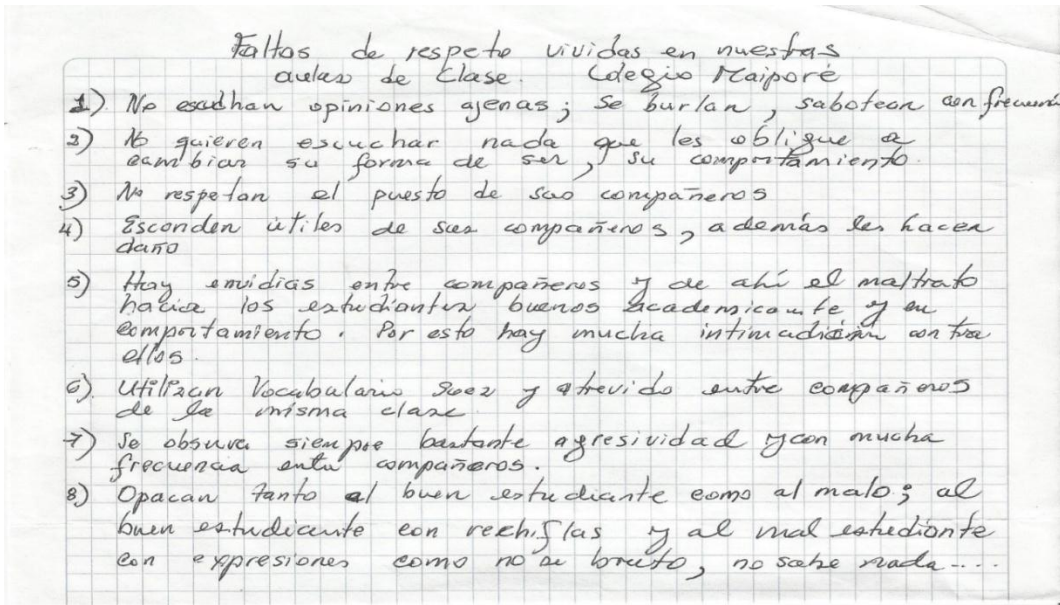 Faltas de respeto vividas en nuestras
aulas de Clase. Colegio Maiporé
1) No escuchan opiniones ajenas; se burlan, sabotean con frecuencia
2) No quieren escuchar nada que les obligue a
cambiar su forma de ser, su comportamiento.
3) No respetan el puesto de sus compañeros
4) Esconden útiles de sus compañeros, además les hacen
daño
5) Hay envidias entre compañeros y de ahí el maltrato
hacia los estudiantes buenos academicamte y en
comportamiento. Por esto hay mucha intimadición contra
ellos.
6). Utilizan Vocabulario soez y atrevido entre compañeros
de la misma clase.
7) Se observa siempre bastante agresividad y con mucha
frecuencia entre compañeros.
8) Opacan tanto al buen estudiante como al malo; al
buen estudiante con rechiflas y al mal estudiante
con expresiones como no se bruto, no sabe nada....